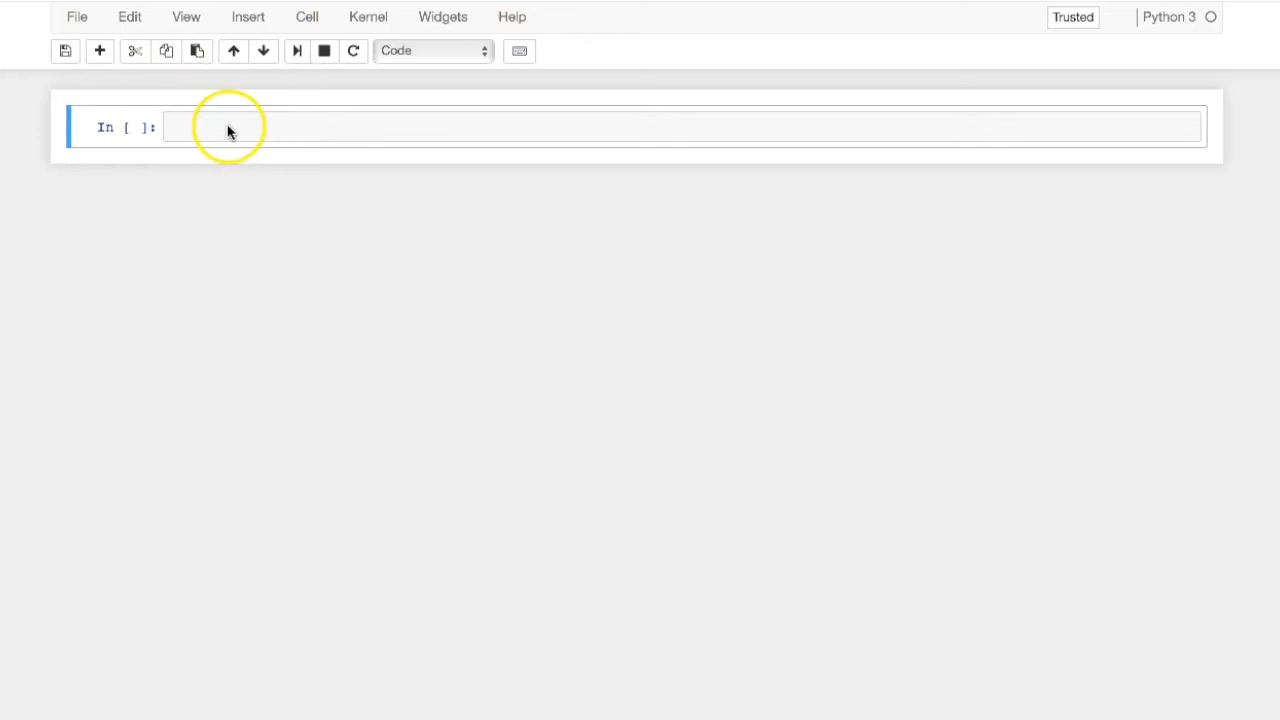 File Edit View Insert Cell Kernel Widgets Help Trusted Python 3
Code
In [ ]: